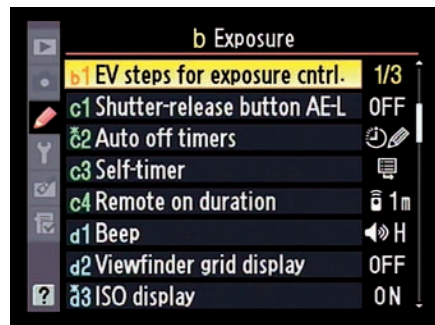 b Exposure
b1 EV steps for exposure cntrl. 1/3
c1 Shutter-release button AE-L OFF
c2 Auto off timers
c3 Self-timer
c4 Remote on duration 1m
d1 Beep H
d2 Viewfinder grid display OFF
d3 ISO display ON
?